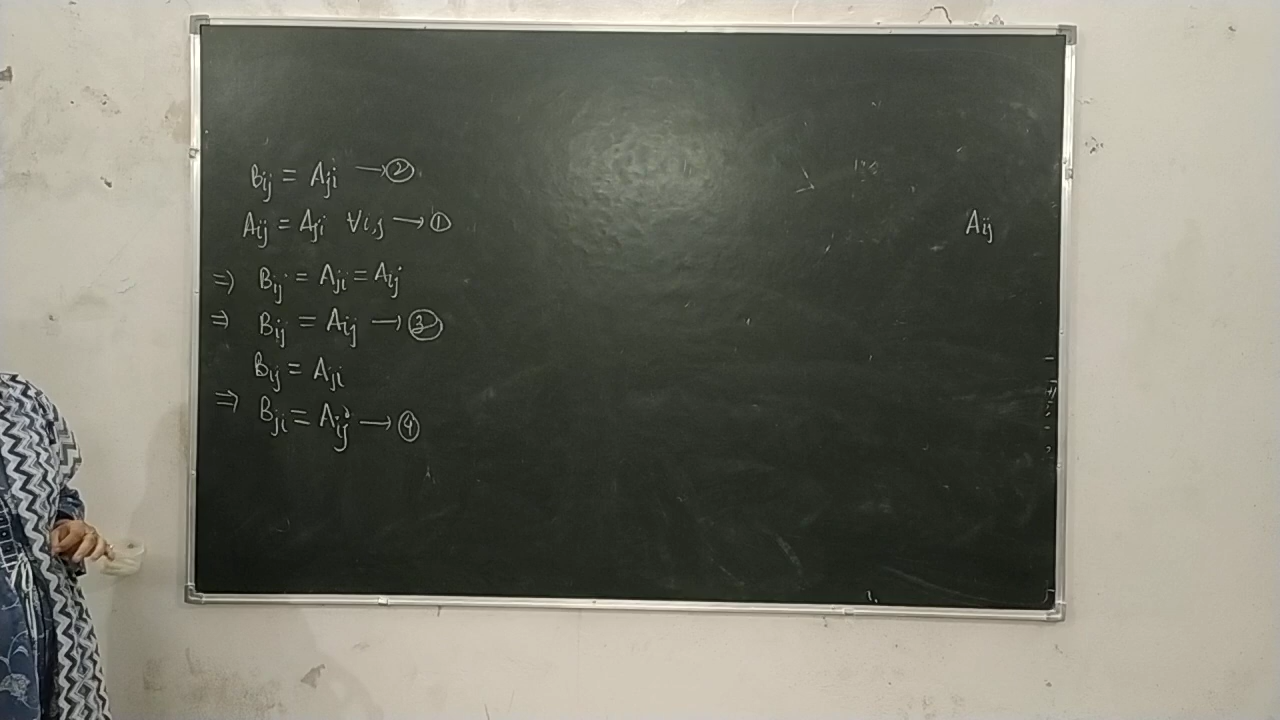 Bij = Aji → ②
Aij = Aji ∀i,j → ①
⇒ Bij = Aji = Aij
⇒ Bij = Aij → ③
Bij = Aji
⇒ Bji = Aij → ④
Aij